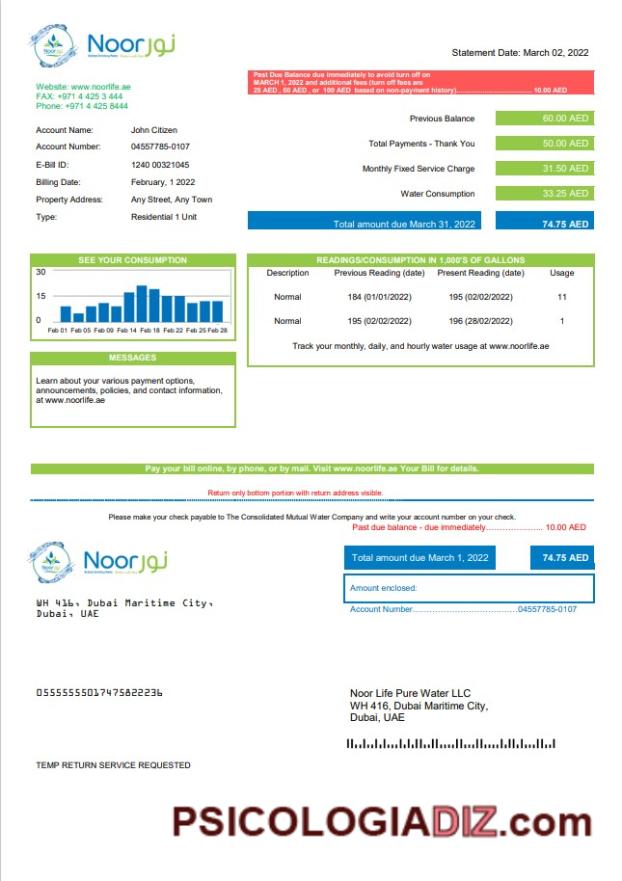 Noor نور
Statement Date: March 02, 2022
Past Due Balance due immediately to avoid turn off on
MARCH 1, 2022 and additional fees (turn off fees are
25 AED , 50 AED , or 100 AED based on non-payment history)........................... 10.00 AED
Website: www.noorlife.ae
FAX: +971 4 425 3 444
Phone: +971 4 425 8444
Account Name: John Citizen
Account Number: 04557785-0107
E-Bill ID: 1240 00321045
Billing Date: February, 1 2022
Property Address: Any Street, Any Town
Type: Residential 1 Unit
Previous Balance 60.00 AED
Total Payments - Thank You 50.00 AED
Monthly Fixed Service Charge 31.50 AED
Water Consumption 33.25 AED
Total amount due March 31, 2022 74.75 AED
SEE YOUR CONSUMPTION
30
15
0
Feb 01 Feb 05 Feb 09 Feb 14 Feb 18 Feb 22 Feb 25 Feb 28
READINGS/CONSUMPTION IN 1,000'S OF GALLONS
Description Previous Reading (date) Present Reading (date) Usage
Normal 184 (01/01/2022) 195 (02/02/2022) 11
Normal 195 (02/02/2022) 196 (28/02/2022) 1
Track your monthly, daily, and hourly water usage at www.noorlife.ae
MESSAGES
Learn about your various payment options,
announcements, policies, and contact information,
at www.noorlife.ae
Pay your bill online, by phone, or by mail. Visit www.noorlife.ae Your Bill for details.
Return only bottom portion with return address visible.
Please make your check payable to The Consolidated Mutual Water Company and write your account number on your check.
Past due balance - due immediately..................... 10.00 AED
Noor نور
Total amount due March 1, 2022 74.75 AED
Amount enclosed:
Account Number.......................................04557785-0107
WH 416, Dubai Maritime City,
Dubai, UAE
05555555017475822236
Noor Life Pure Water LLC
WH 416, Dubai Maritime City,
Dubai, UAE
TEMP RETURN SERVICE REQUESTED
PSICOLOGIADIZ.com